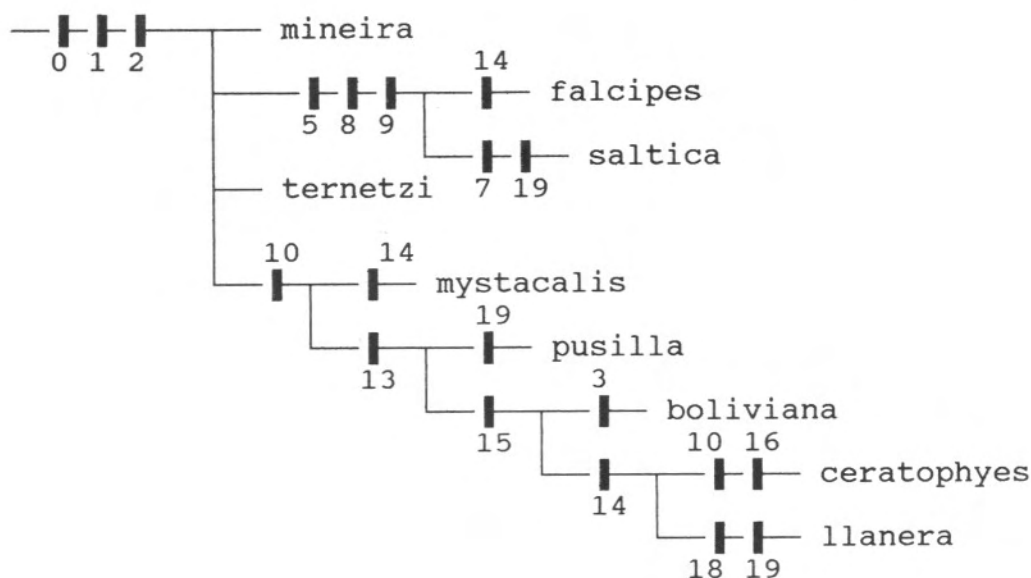 mineira
0 1 2
14
falcipes
5 8 9
saltica
7 19
ternetzi
10 14
mystacalis
19
pusilla
13
3
boliviana
15
10 16
ceratophyes
14
llanera
18 19